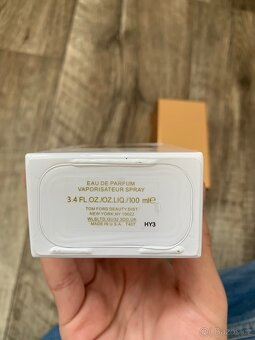 EAU DE PARFUM
VAPORISATEUR SPRAY
3.4 FL.OZ./OZ.LIQ./100 ml ℮
TOM FORD BEAUTY, DIST.
NEW YORK, NY 10022
MADE IN U.S.A. T4G7
HY3